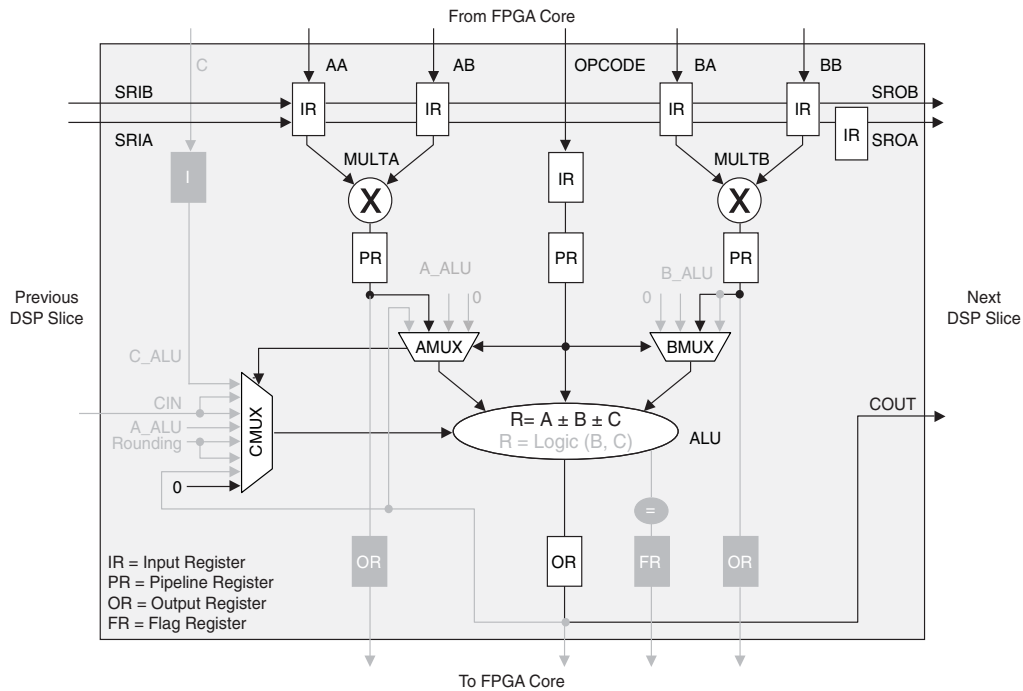 From FPGA Core
C
AA
AB
OPCODE
BA
BB
SRIB
SROB
IR
IR
IR
IR
IR
SRIA
SROA
MULTA
MULTB
I
IR
X
X
PR
PR
PR
A_ALU
B_ALU
0
0
Previous
DSP Slice
Next
DSP Slice
AMUX
BMUX
C_ALU
CIN
A_ALU
Rounding
0
CMUX
R= A ± B ± C
R = Logic (B, C)
ALU
COUT
=
OR
OR
FR
OR
IR = Input Register
PR = Pipeline Register
OR = Output Register
FR = Flag Register
To FPGA Core